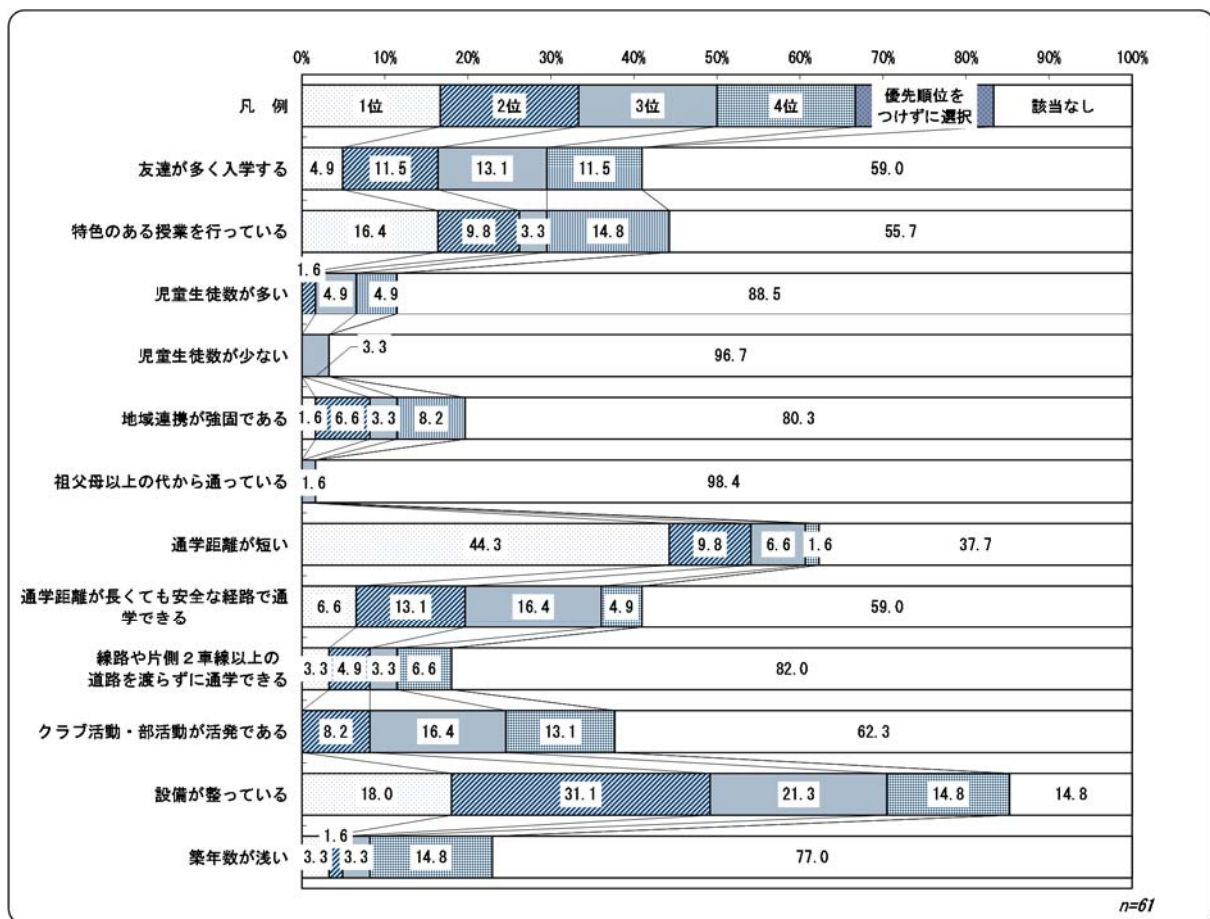 0% 10% 20% 30% 40% 50% 60% 70% 80% 90% 100%
凡 例 1位 2位 3位 4位 優先順位を
つけずに選択 該当なし
友達が多く入学する 4.9 11.5 13.1 11.5 59.0
特色のある授業を行っている 16.4 9.8 3.3 14.8 55.7
1.6
児童生徒数が多い 4.9 4.9 88.5
児童生徒数が少ない 3.3 96.7
地域連携が強固である 1.6 6.6 3.3 8.2 80.3
祖父母以上の代から通っている 1.6 98.4
通学距離が短い 44.3 9.8 6.6 1.6 37.7
通学距離が長くても安全な経路で通
学できる 6.6 13.1 16.4 4.9 59.0
線路や片側2車線以上の
道路を渡らずに通学できる 3.3 4.9 3.3 6.6 82.0
クラブ活動・部活動が活発である 8.2 16.4 13.1 62.3
設備が整っている 18.0 31.1 21.3 14.8 14.8
1.6
築年数が浅い 3.3 3.3 14.8 77.0
n=61